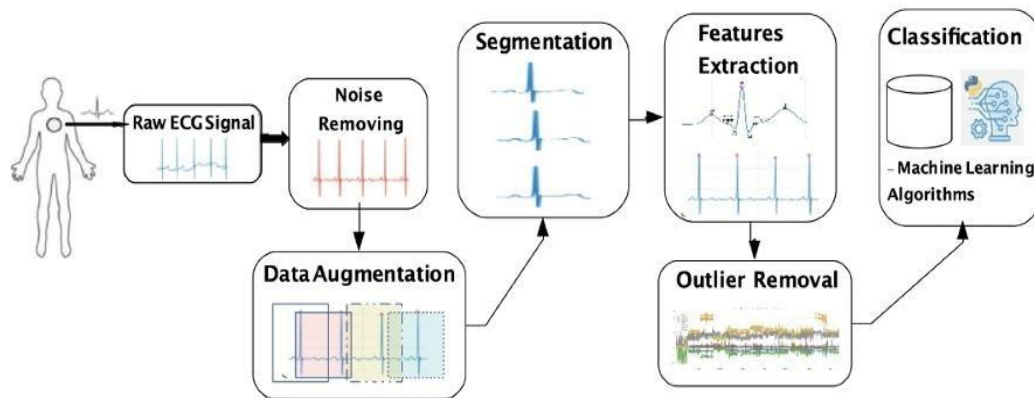 Raw ECG Signal
Noise
Removing
Data Augmentation
Segmentation
Features
Extraction
Outlier Removal
Classification
- Machine Learning
Algorithms